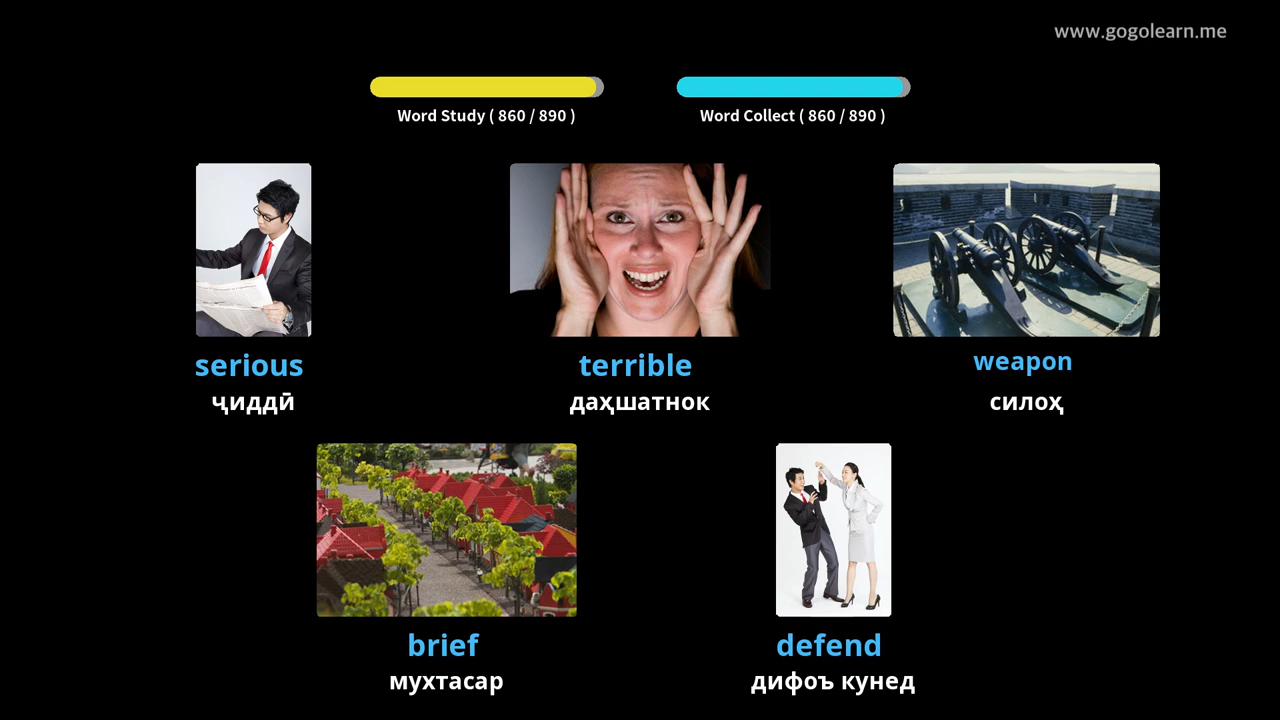 www.gogolearn.me
Word Study ( 860 / 890 )
Word Collect ( 860 / 890 )
serious
ҷиддӣ
terrible
даҳшатнок
weapon
силоҳ
brief
мухтасар
defend
дифоъ кунед